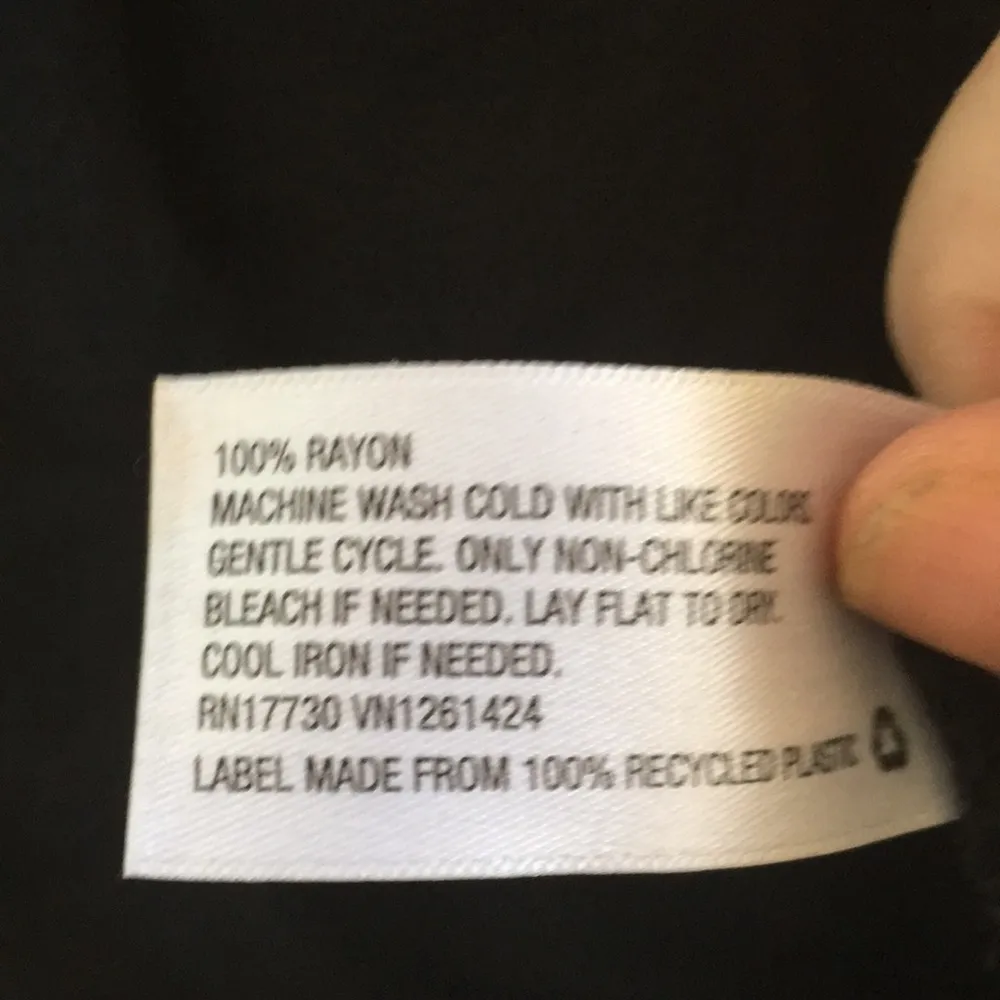 100% RAYON
MACHINE WASH COLD WITH LIKE COLORS.
GENTLE CYCLE. ONLY NON-CHLORINE
BLEACH IF NEEDED. LAY FLAT TO DRY.
COOL IRON IF NEEDED.
RN17730 VN1261424
LABEL MADE FROM 100% RECYCLED PLASTIC